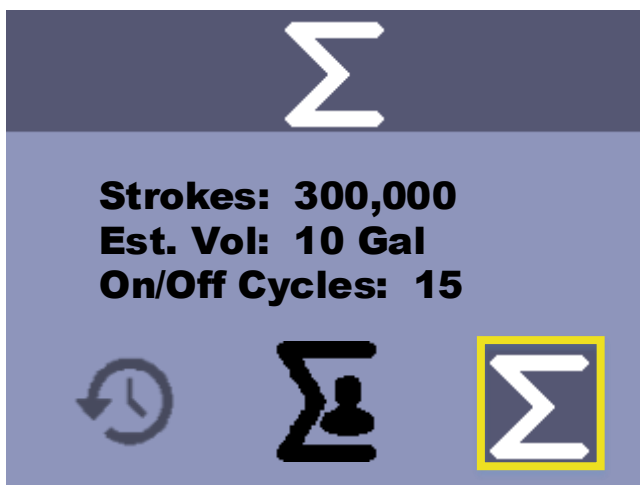 Σ
Strokes: 300,000
Est. Vol: 10 Gal
On/Off Cycles: 15
Σ Σ